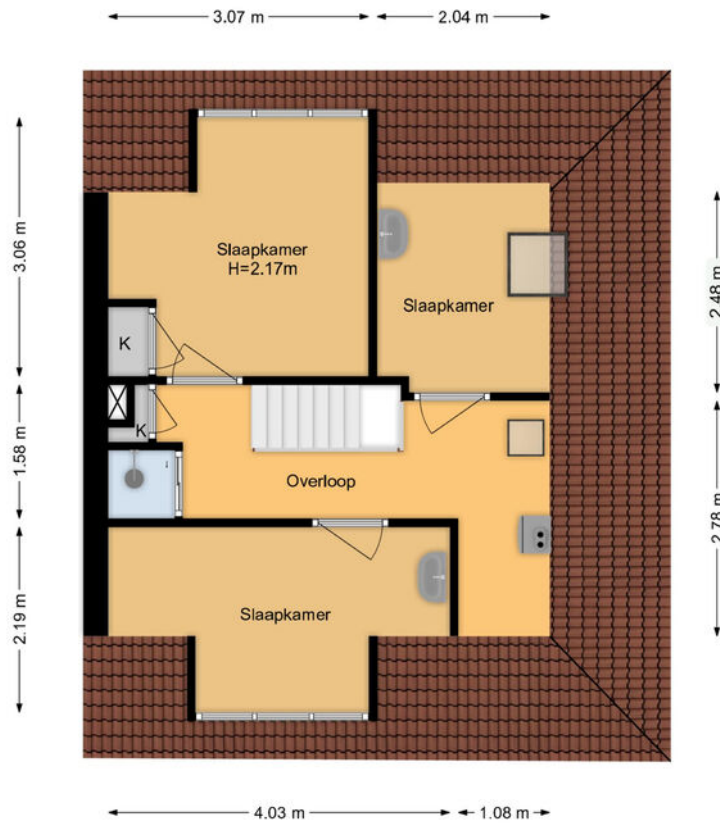 3.07 m
2.04 m
3.06 m
Slaapkamer
H=2.17m
2.48 m
Slaapkamer
K
K
1.58 m
Overloop
2.78 m
2.19 m
Slaapkamer
4.03 m
1.08 m